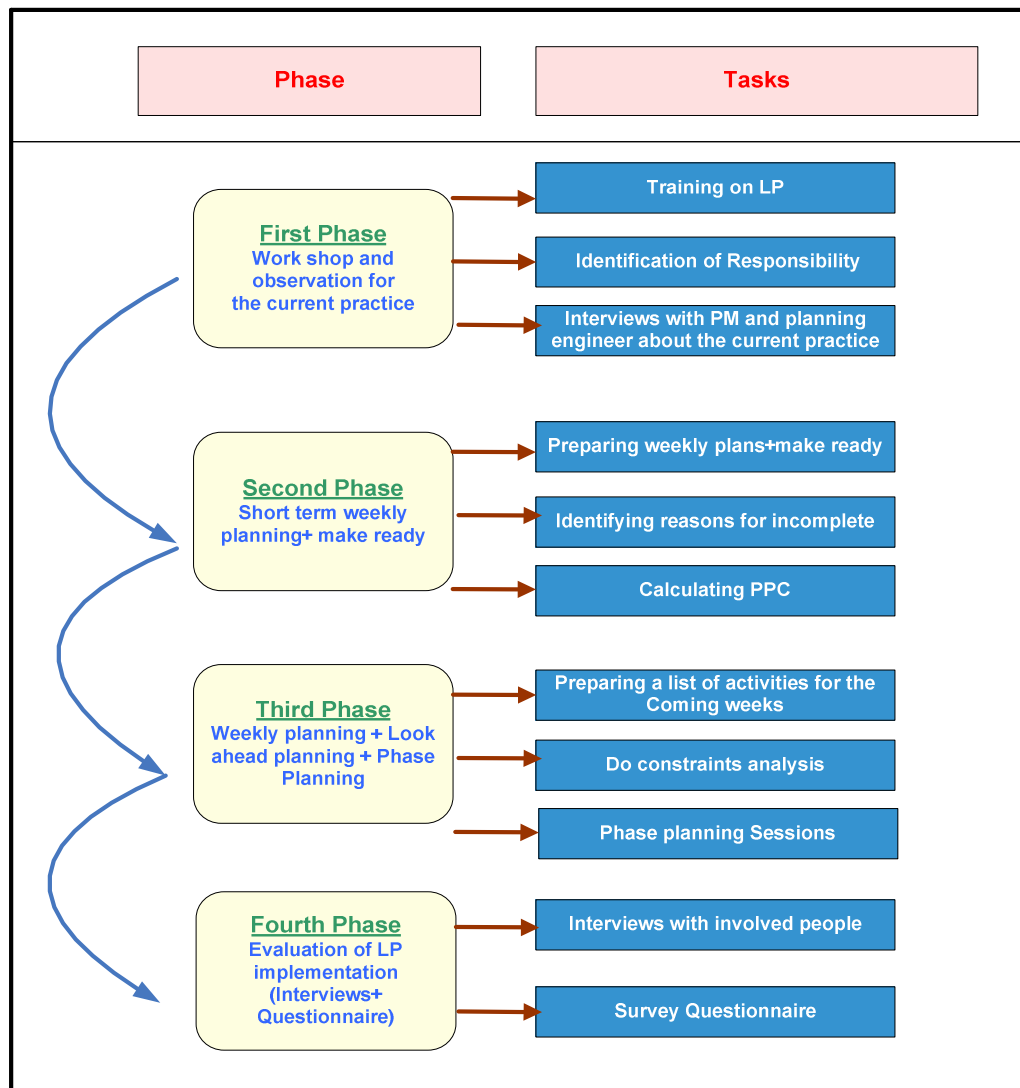 Phase
Tasks
First Phase
Work shop and
observation for
the current practice
Training on LP
Identification of Responsibility
Interviews with PM and planning
engineer about the current practice
Second Phase
Short term weekly
planning+ make ready
Preparing weekly plans+make ready
Identifying reasons for incomplete
Calculating PPC
Third Phase
Weekly planning + Look
ahead planning + Phase
Planning
Preparing a list of activities for the
Coming weeks
Do constraints analysis
Phase planning Sessions
Fourth Phase
Evaluation of LP
implementation
(Interviews+
Questionnaire)
Interviews with involved people
Survey Questionnaire